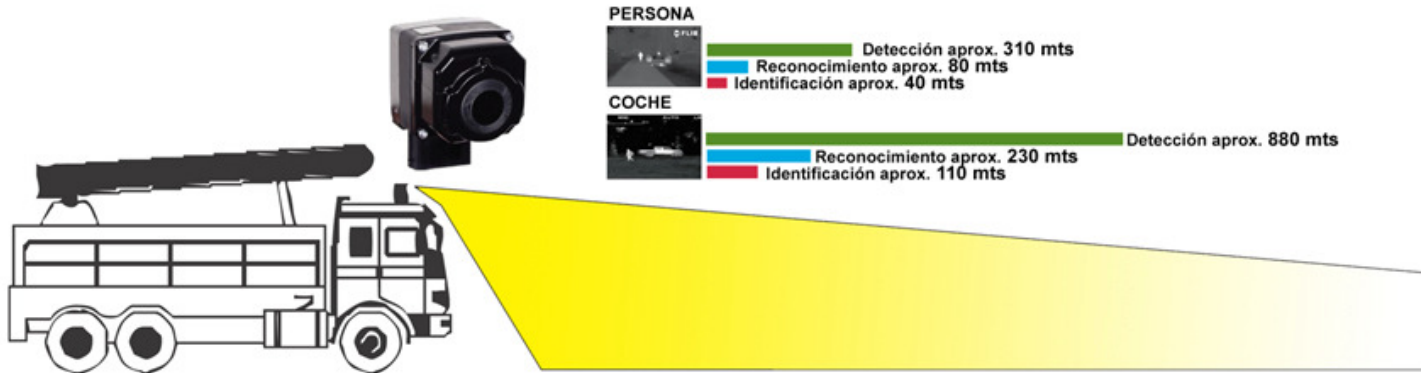 PERSONA
FLIR
Detección aprox. 310 mts
Reconocimiento aprox. 80 mts
Identificación aprox. 40 mts
COCHE
Detección aprox. 880 mts
Reconocimiento aprox. 230 mts
Identificación aprox. 110 mts